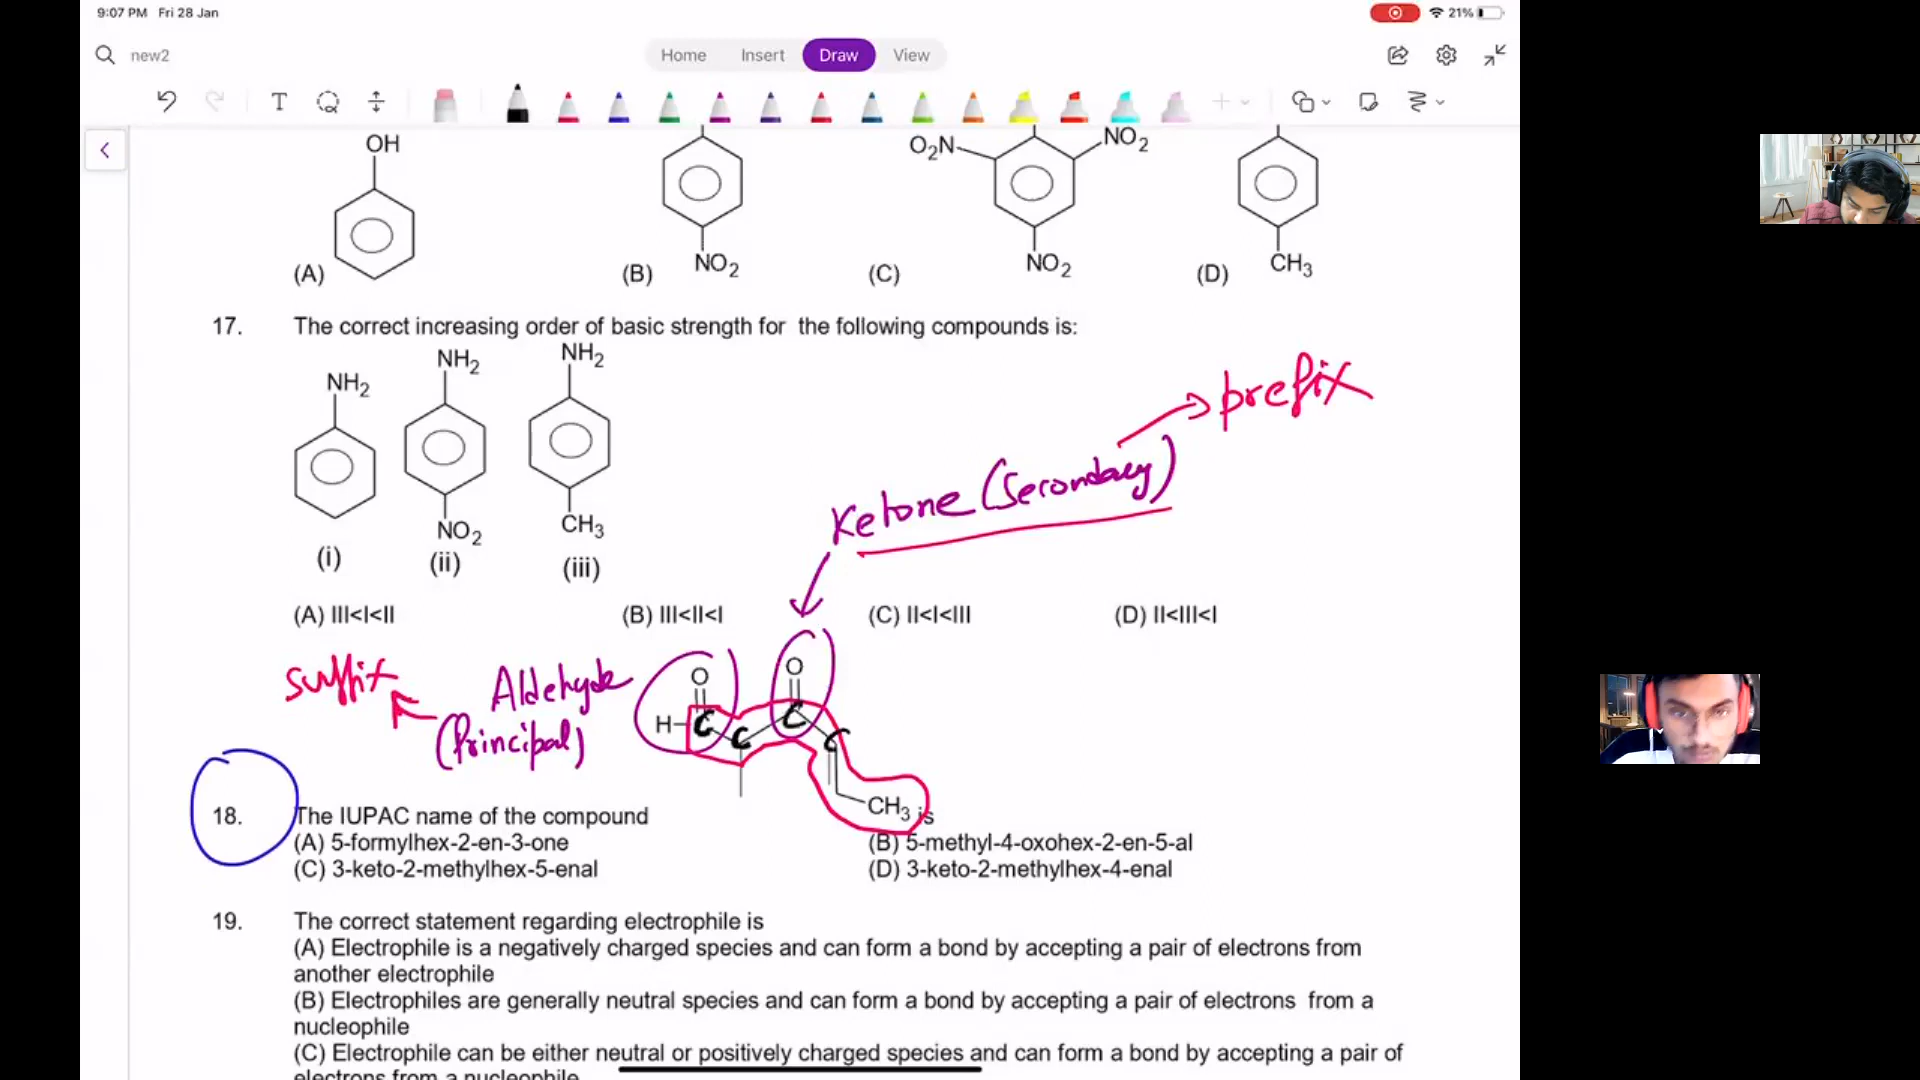 9:07 PM Fri 28 Jan
21%
new2
Home Insert Draw View
T
OH
O₂N
NO₂
(A)
(B) NO₂
(C) NO₂
(D) CH₃
17. The correct increasing order of basic strength for the following compounds is:
NH₂ NH₂ NH₂
prefix
Ketone (Secondary)
NO₂ CH₃
(i) (ii) (iii)
(A) III<I<II (B) III<II<I (C) II<I<III (D) II<III<I
suffix Aldehyde
(Principal)
O O
H C C C C
CH₃
18. The IUPAC name of the compound is
(A) 5-formylhex-2-en-3-one (B) 5-methyl-4-oxohex-2-en-5-al
(C) 3-keto-2-methylhex-5-enal (D) 3-keto-2-methylhex-4-enal
19. The correct statement regarding electrophile is
(A) Electrophile is a negatively charged species and can form a bond by accepting a pair of electrons from
another electrophile
(B) Electrophiles are generally neutral species and can form a bond by accepting a pair of electrons from a
nucleophile
(C) Electrophile can be either neutral or positively charged species and can form a bond by accepting a pair of
electrons from a nucleophile